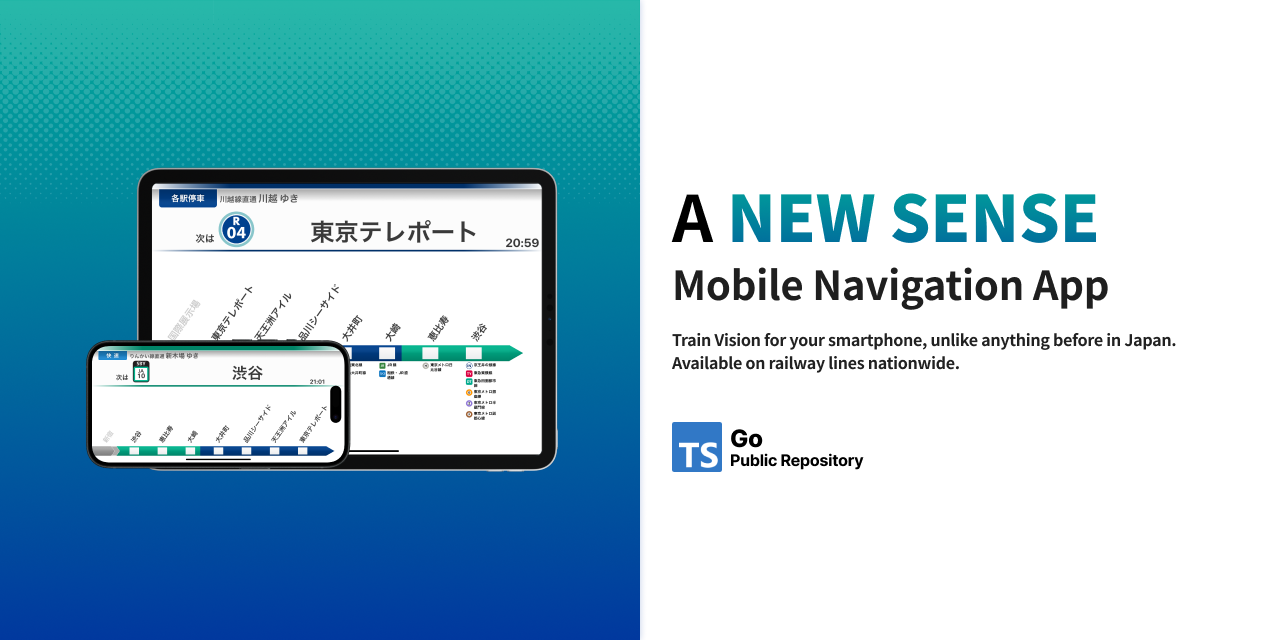 各駅停車
川越線直通 川越 ゆき
次は
R
04
東京テレポート
20:59
国際展示場
東京テレポート
天王洲アイル
品川シーサイド
大井町
大崎
恵比寿
渋谷
快速
りんかい線直通 新木場 ゆき
次は
SBY
JA
10
渋谷
21:01
新宿
渋谷
恵比寿
大崎
大井町
品川シーサイド
天王洲アイル
東京テレポート
A NEW SENSE
Mobile Navigation App
Train Vision for your smartphone, unlike anything before in Japan.
Available on railway lines nationwide.
TS
Go
Public Repository